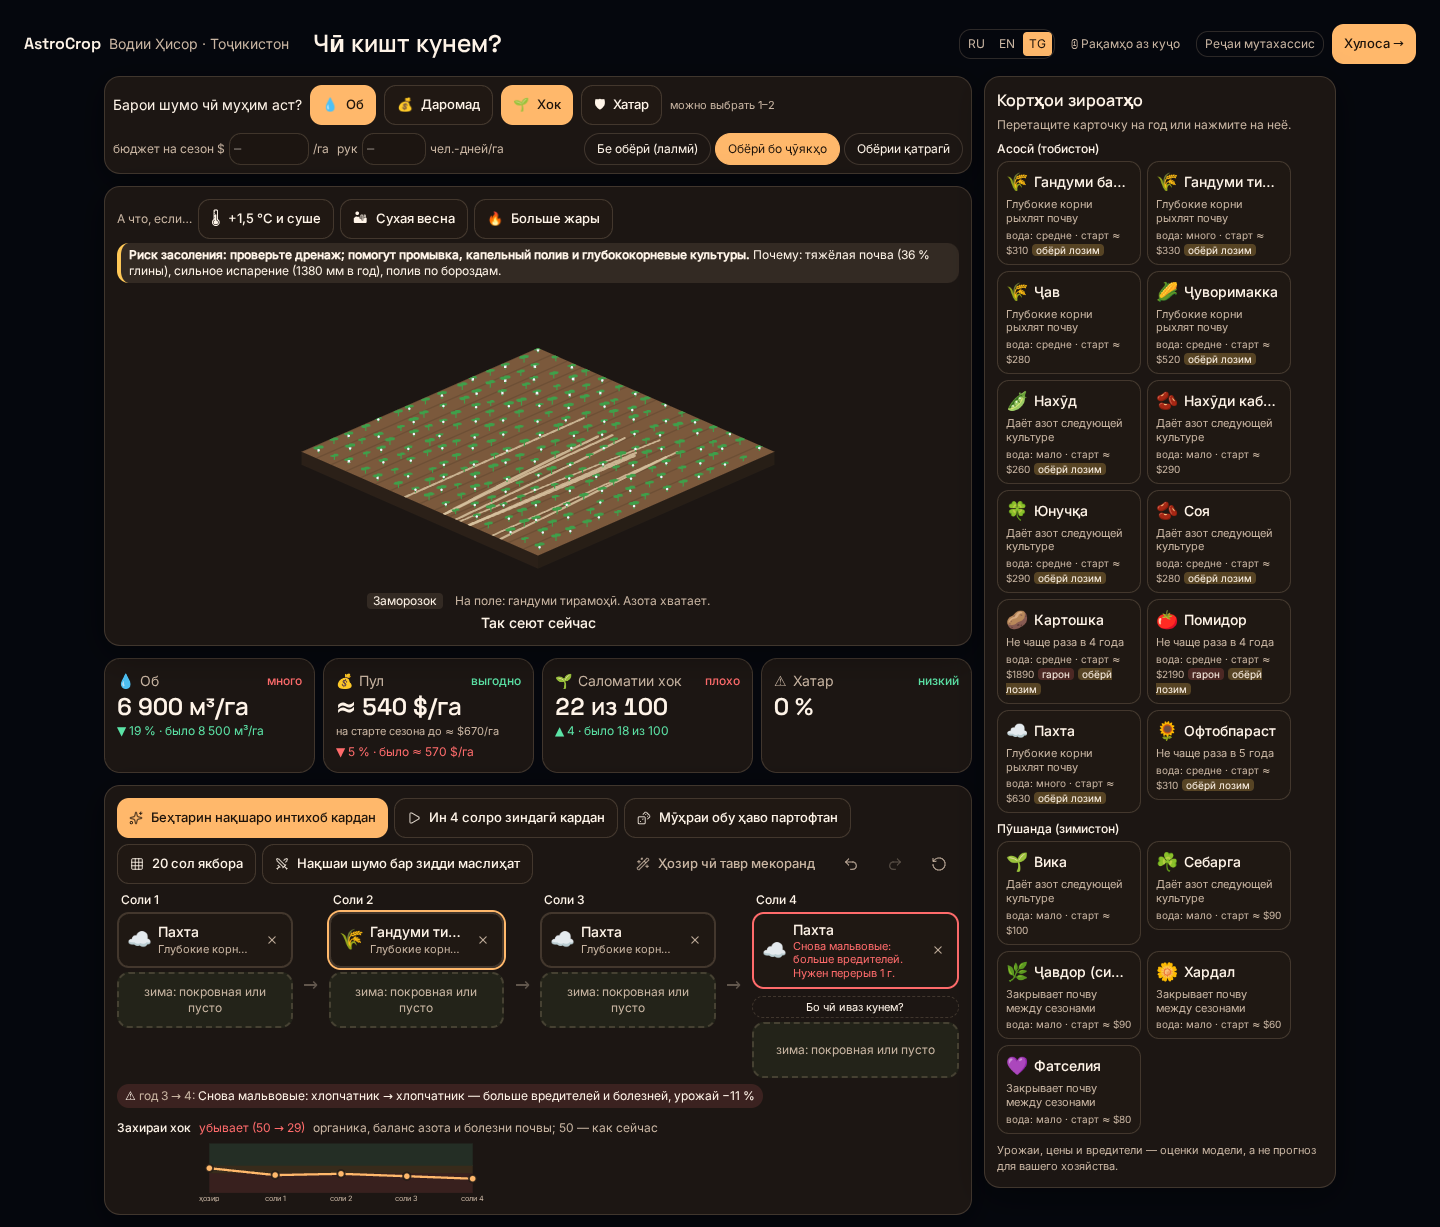 AstroCrop Водии Ҳисор · Тоҷикистон
Чӣ кишт кунем?
RU EN TG
Рақамҳо аз куҷо
Реҷаи мутахассис
Хулоса →
Барои шумо чӣ муҳим аст?
Об
Даромад
Хок
Хатар
можно выбрать 1–2
бюджет на сезон $ – /га рук – чел.-дней/га
Бе обёрӣ (лалмӣ)
Обёрӣ бо ҷӯякҳо
Обёрии қатрагӣ
А что, если…
+1,5 °C и суше
Сухая весна
Больше жары
Риск засоления: проверьте дренаж; помогут промывка, капельный полив и глубококорневые культуры. Почему: тяжёлая почва (36 %
глины), сильное испарение (1380 мм в год), полив по бороздам.
Заморозок На поле: гандуми тирамоҳӣ. Азота хватает.
Так сеют сейчас
Об много
6 900 м³/га
▼ 19 % · было 8 500 м³/га
Пул выгодно
≈ 540 $/га
на старте сезона до ≈ $670/га
▼ 5 % · было ≈ 570 $/га
Саломатии хок плохо
22 из 100
▲ 4 · было 18 из 100
⚠ Хатар низкий
0 %
Беҳтарин нақшаро интихоб кардан
Ин 4 солро зиндагӣ кардан
Мӯҳраи обу ҳаво партофтан
20 сол якбора
Нақшаи шумо бар зидди маслиҳат
Ҳозир чӣ тавр мекоранд
Соли 1
Пахта
Глубокие корн…
зима: покровная или
пусто
→
Соли 2
Гандуми ти…
Глубокие корн…
зима: покровная или
пусто
→
Соли 3
Пахта
Глубокие корн…
зима: покровная или
пусто
→
Соли 4
Пахта
Снова мальвовые:
больше вредителей.
Нужен перерыв 1 г.
Бо чӣ иваз кунем?
зима: покровная или пусто
⚠ год 3 → 4: Снова мальвовые: хлопчатник → хлопчатник — больше вредителей и болезней, урожай −11 %
Захираи хок убывает (50 → 29) органика, баланс азота и болезни почвы; 50 — как сейчас
ҳозир соли 1 соли 2 соли 3 соли 4
Кортҳои зироатҳо
Перетащите карточку на год или нажмите на неё.
Асосӣ (тобистон)
Гандуми ба…
Глубокие корни
рыхлят почву
вода: средне · старт ≈
$310 обёрӣ лозим
Гандуми ти…
Глубокие корни
рыхлят почву
вода: много · старт ≈
$330 обёрӣ лозим
Ҷав
Глубокие корни
рыхлят почву
вода: средне · старт ≈
$280
Ҷуворимакка
Глубокие корни
рыхлят почву
вода: средне · старт ≈
$520 обёрӣ лозим
Нахӯд
Даёт азот следующей
культуре
вода: мало · старт ≈
$260 обёрӣ лозим
Нахӯди каб…
Даёт азот следующей
культуре
вода: мало · старт ≈
$290
Юнучқа
Даёт азот следующей
культуре
вода: средне · старт ≈
$290 обёрӣ лозим
Соя
Даёт азот следующей
культуре
вода: средне · старт ≈
$280 обёрӣ лозим
Картошка
Не чаще раза в 4 года
вода: средне · старт ≈
$1890 гарон обёрӣ
лозим
Помидор
Не чаще раза в 4 года
вода: средне · старт ≈
$2190 гарон обёрӣ
лозим
Пахта
Глубокие корни
рыхлят почву
вода: много · старт ≈
$630 обёрӣ лозим
Офтобпараст
Не чаще раза в 5 года
вода: средне · старт ≈
$310 обёрӣ лозим
Пӯшанда (зимистон)
Вика
Даёт азот следующей
культуре
вода: мало · старт ≈
$100
Себарга
Даёт азот следующей
культуре
вода: мало · старт ≈ $90
Ҷавдор (си…
Закрывает почву
между сезонами
вода: мало · старт ≈ $90
Хардал
Закрывает почву
между сезонами
вода: мало · старт ≈ $60
Фатселия
Закрывает почву
между сезонами
вода: мало · старт ≈ $80
Урожаи, цены и вредители — оценки модели, а не прогноз
для вашего хозяйства.